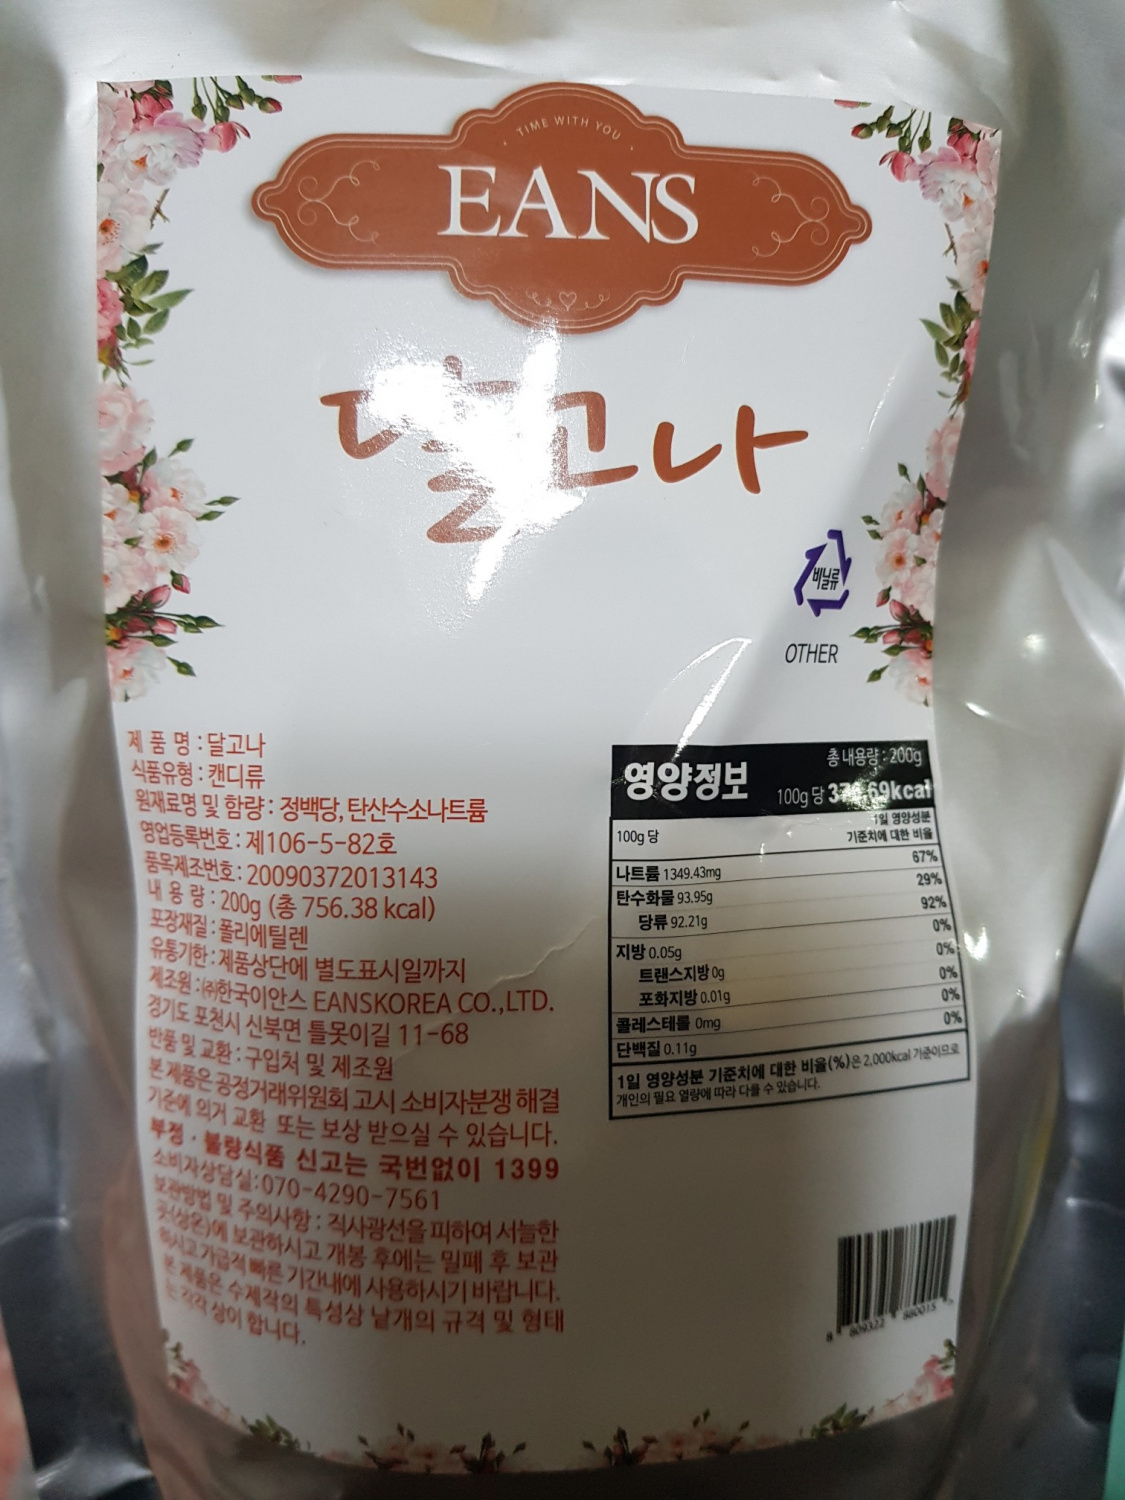 TIME WITH YOU
EANS
달고나
비닐류
OTHER
제 품 명 : 달고나
식품유형 : 캔디류
원재료명 및 함량 : 정백당, 탄산수소나트륨
영업등록번호 : 제106-5-82호
품목제조번호 : 20090372013143
내 용 량 : 200g (총 756.38 kcal)
포장재질 : 폴리에틸렌
유통기한 : 제품상단에 별도표시일까지
제조원 : ㈜한국이안스 EANSKOREA CO.,LTD.
경기도 포천시 신북면 틀못이길 11-68
반품 및 교환 : 구입처 및 제조원
본 제품은 공정거래위원회 고시 소비자분쟁 해결
기준에 의거 교환 또는 보상 받으실 수 있습니다.
부정 · 불량식품 신고는 국번없이 1399
소비자상담실:070-4290-7561
보관방법 및 주의사항 : 직사광선을 피하여 서늘한
곳(상온)에 보관하시고 개봉 후에는 밀폐 후 보관
하시고 가급적 빠른 기간내에 사용하시기 바랍니다.
본 제품은 수제작의 특성상 낱개의 규격 및 형태
는 각각 상이 합니다.
영양정보
총 내용량 : 200g
100g 당
100g 당
1일 영양성분
기준치에 대한 비율
나트륨 1349.43mg 67%
탄수화물 93.95g 29%
당류 92.21g 92%
지방 0.05g 0%
트랜스지방 0g 0%
포화지방 0.01g 0%
콜레스테롤 0mg 0%
단백질 0.11g 0%
1일 영양성분 기준치에 대한 비율(%)은 2,000kcal 기준이므로
개인의 필요 열량에 따라 다를 수 있습니다.
8 809322 980015